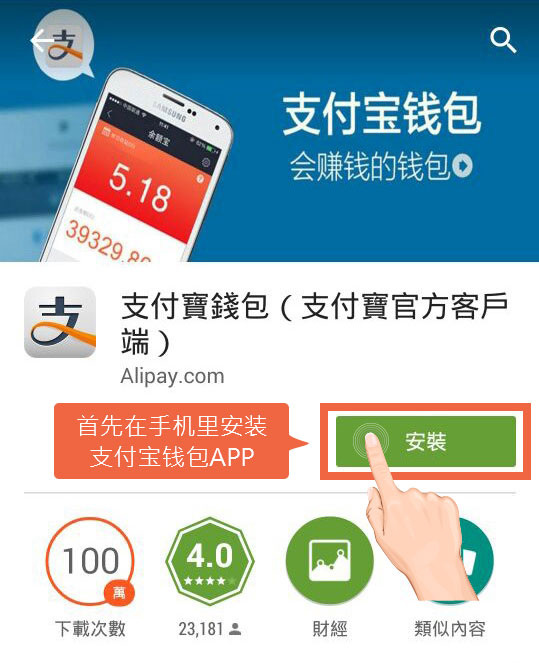 支
支付宝钱包
会赚钱的钱包
SAMSUNG
余额宝
5.18
39329.80
支
支付寶錢包（支付寶官方客戶
端）
Alipay.com
首先在手机里安装
支付宝钱包APP
安裝
100
萬
4.0
下載次數
23,181
財經
類似內容